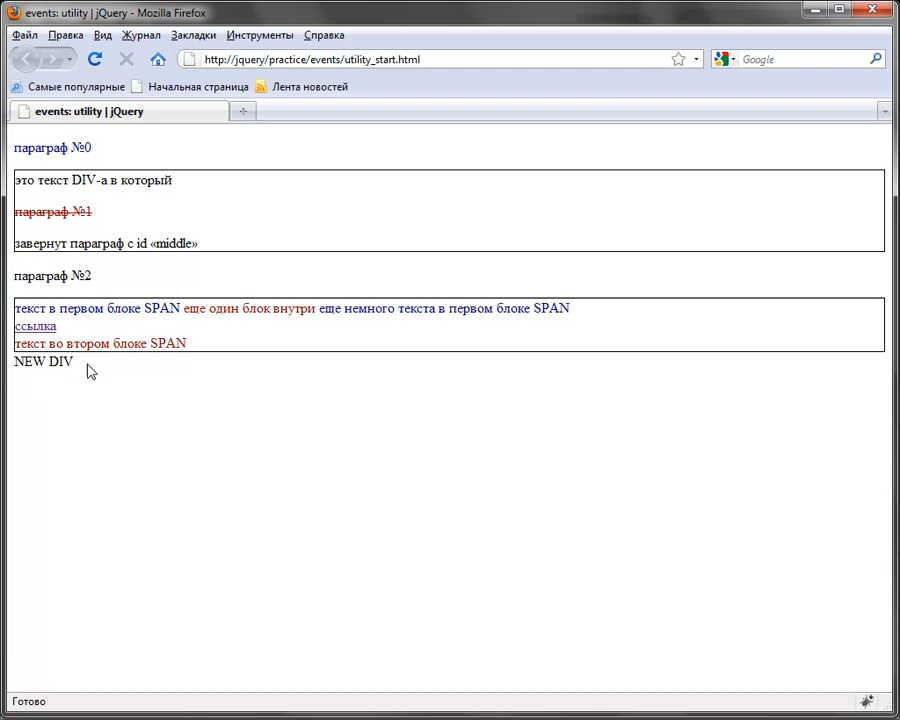 events: utility | jQuery - Mozilla Firefox
Файл Правка Вид Журнал Закладки Инструменты Справка
http://jquery/practice/events/utility_start.html Google
Самые популярные Начальная страница Лента новостей
events: utility | jQuery
параграф №0
это текст DIV-а в который
параграф №1
завернут параграф с id «middle»
параграф №2
текст в первом блоке SPAN еще один блок внутри еще немного текста в первом блоке SPAN
ссылка
текст во втором блоке SPAN
NEW DIV
Готово